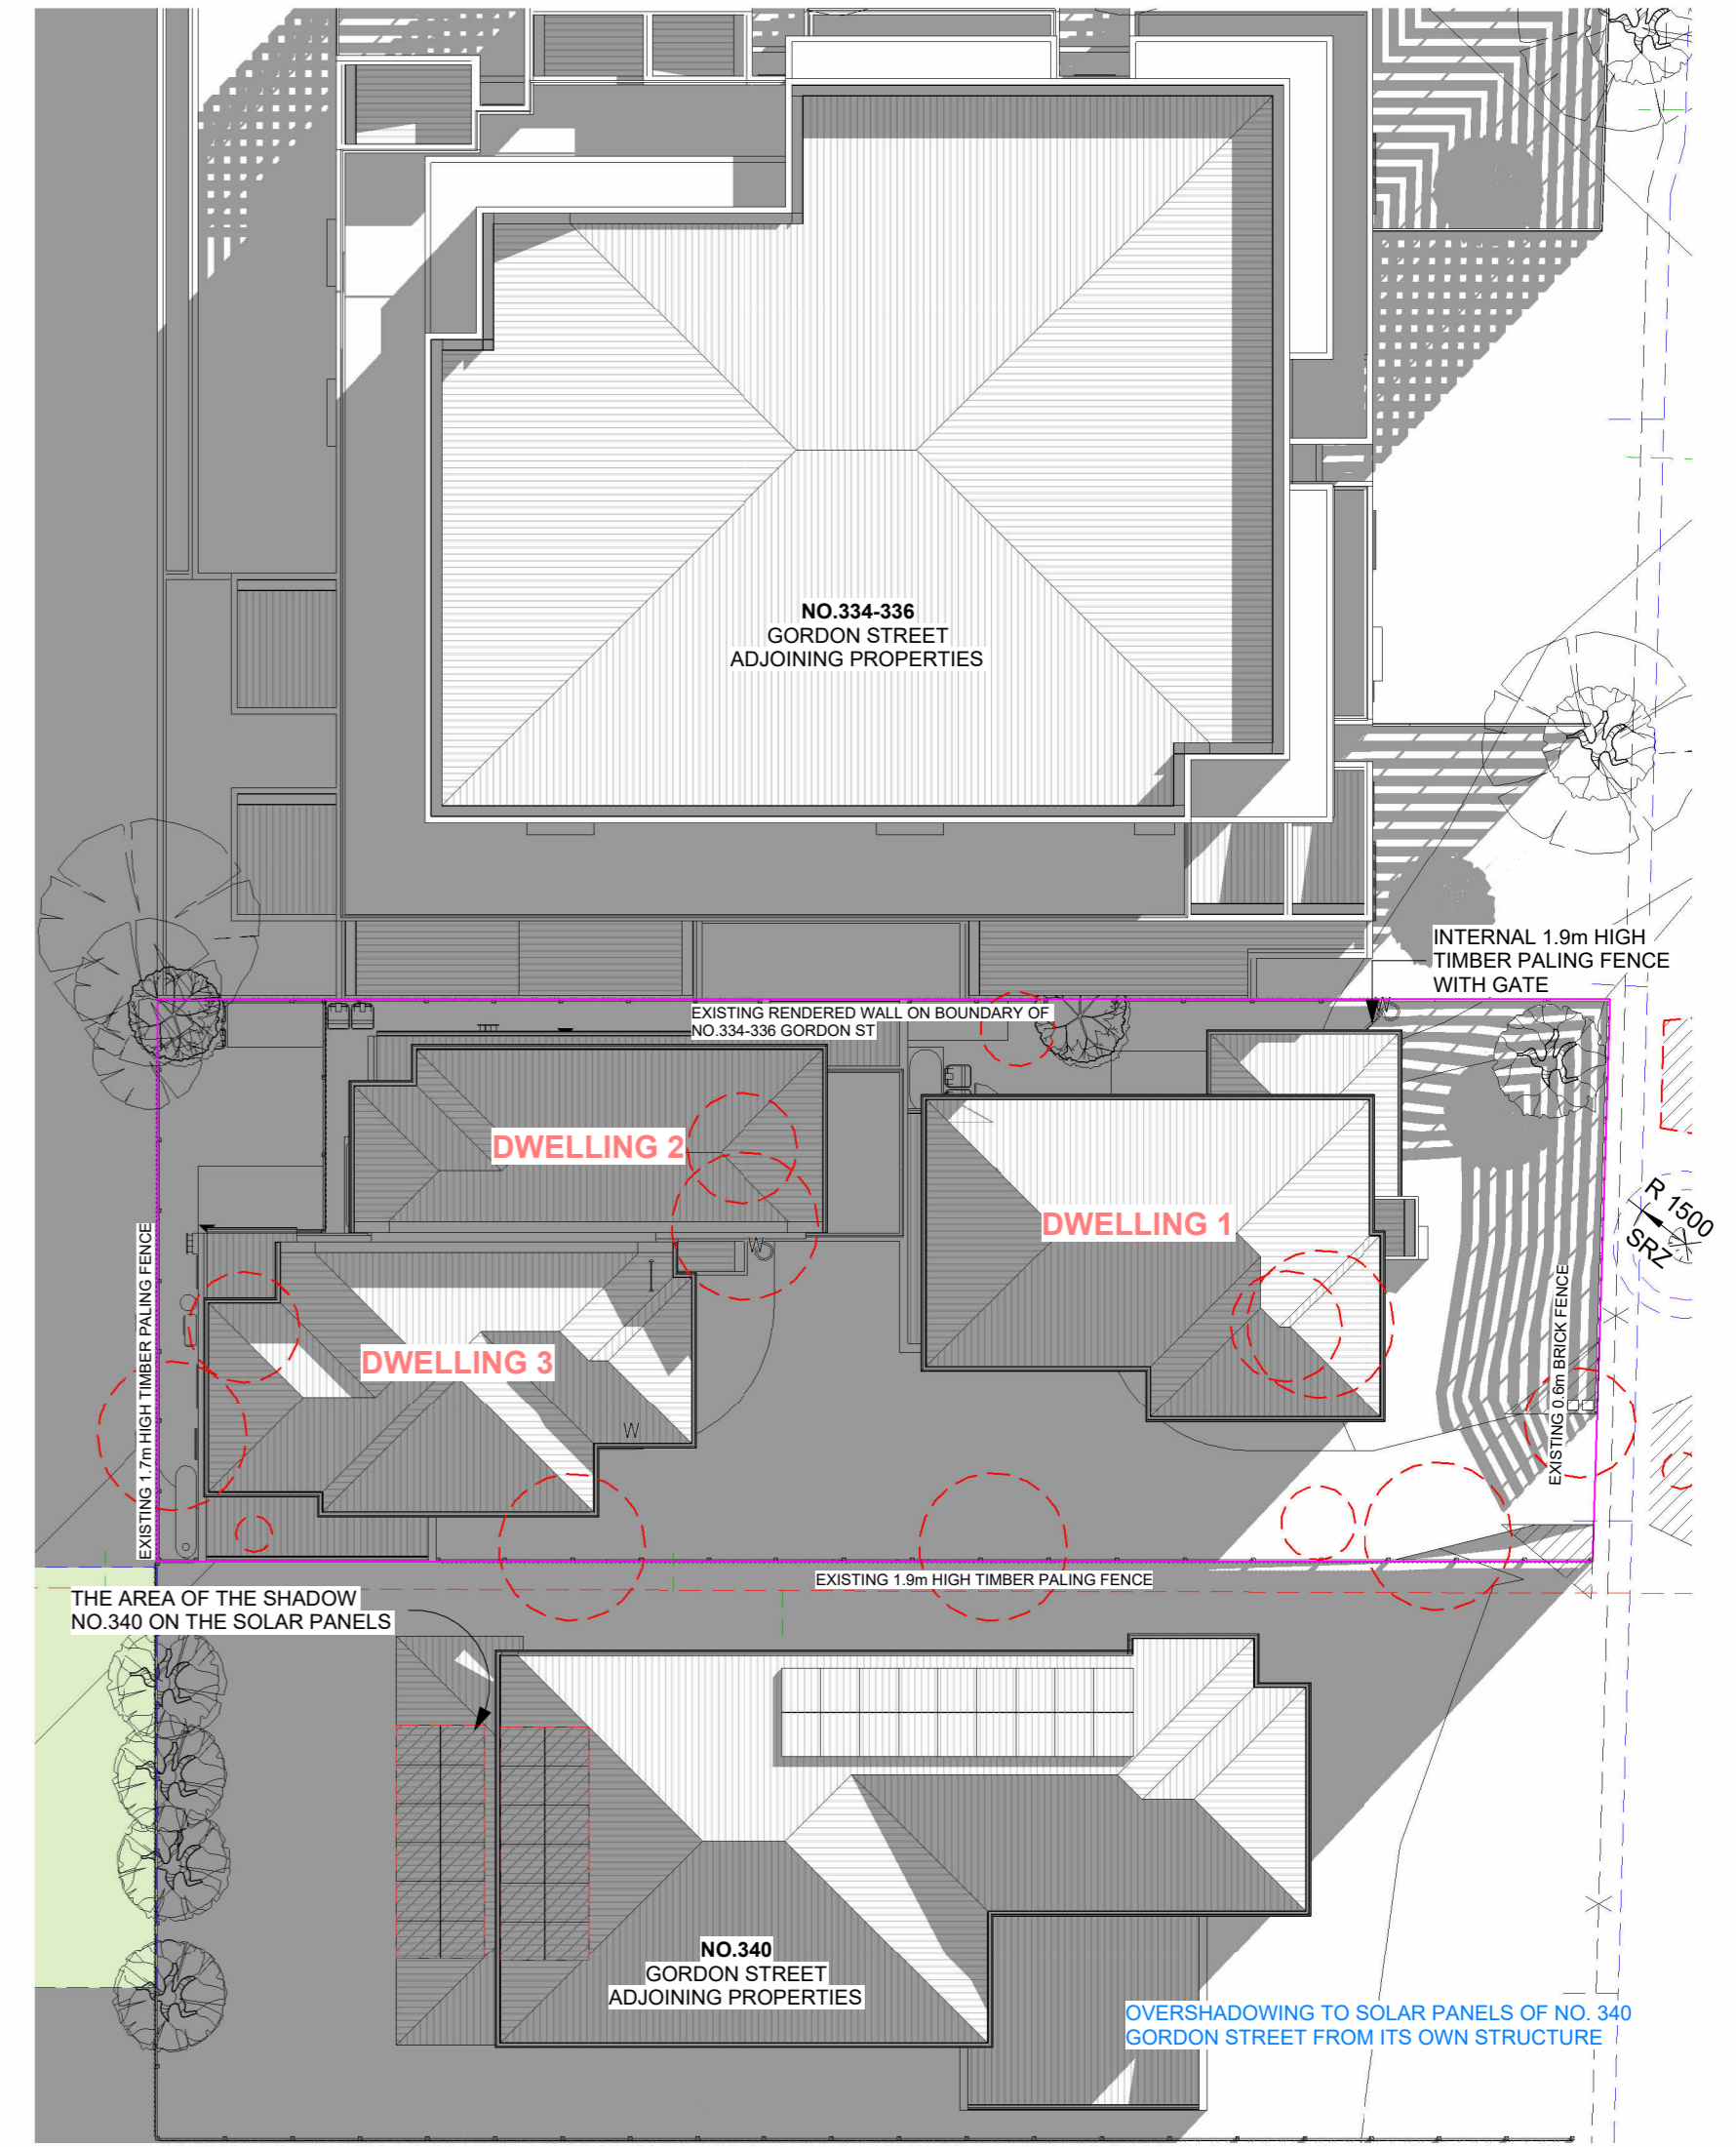 NO.334-336
GORDON STREET
ADJOINING PROPERTIES
INTERNAL 1.9m HIGH
TIMBER PALING FENCE
WITH GATE
EXISTING RENDERED WALL ON BOUNDARY OF
NO.334-336 GORDON ST
W
DWELLING 2
DWELLING 1
R 1500
SRZ
W
EXISTING 1.7m HIGH TIMBER PALING FENCE
EXISTING 0.6m BRICK FENCE
DWELLING 3
W
EXISTING 1.9m HIGH TIMBER PALING FENCE
THE AREA OF THE SHADOW
NO.340 ON THE SOLAR PANELS
NO.340
GORDON STREET
ADJOINING PROPERTIES
OVERSHADOWING TO SOLAR PANELS OF NO. 340
GORDON STREET FROM ITS OWN STRUCTURE